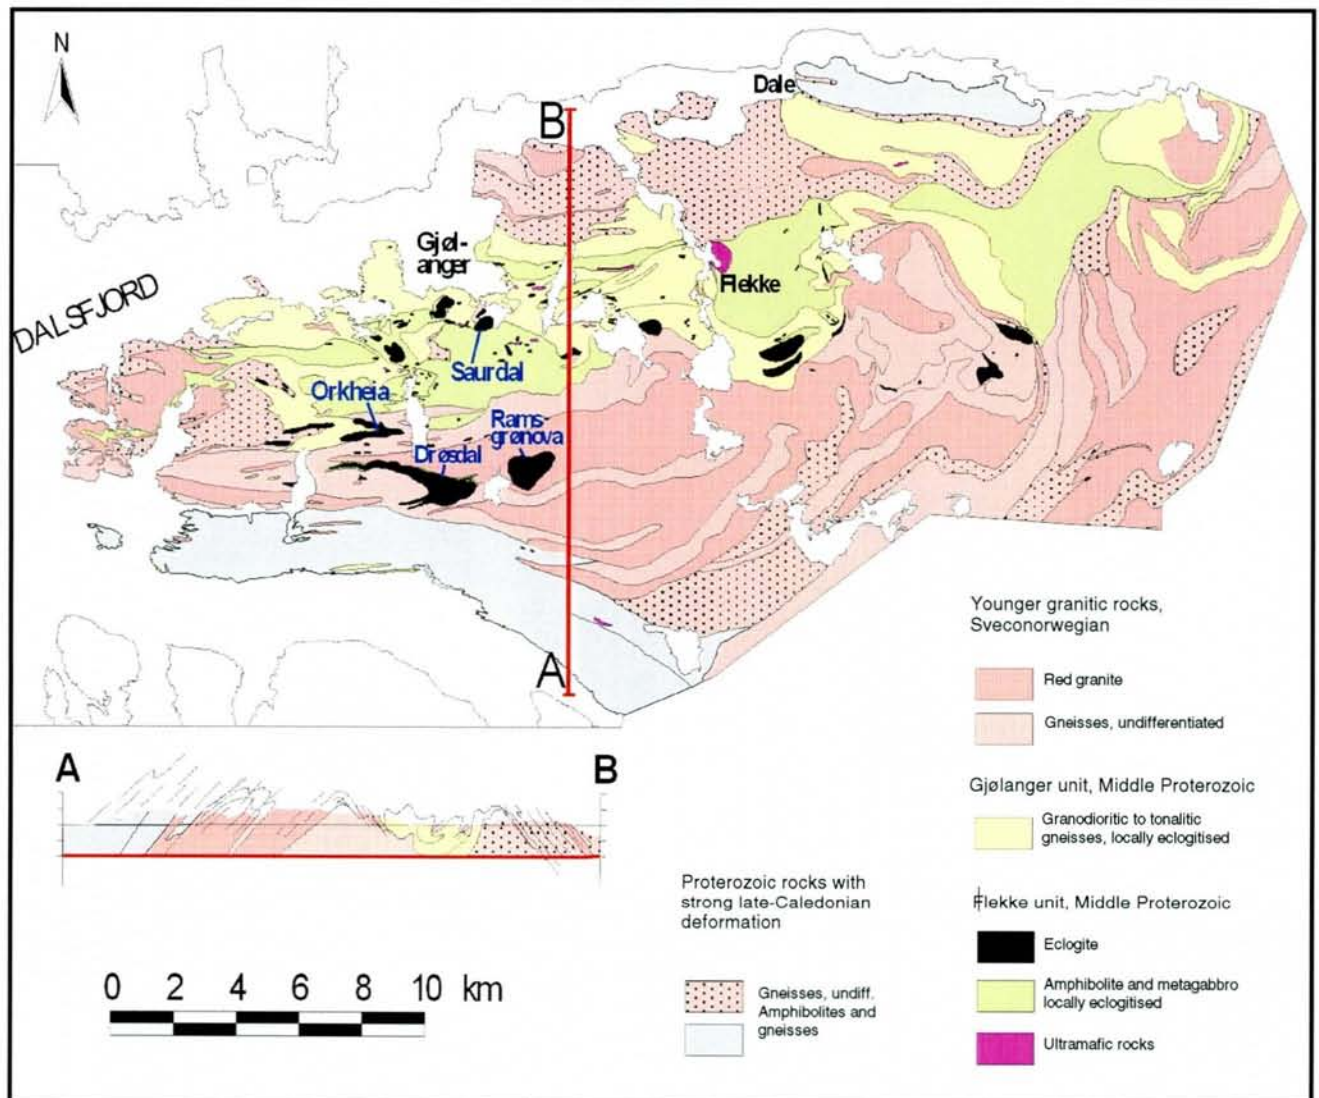 N
Dale
B
Gjøl-
anger
DALSFJORD
Flekke
Saurdal
Orkheia
Rams-
grønova
Drøsdal
A
A
B
0 2 4 6 8 10 km
Proterozoic rocks with
strong late-Caledonian
deformation
Gneisses, undiff.
Amphibolites and
gneisses
Younger granitic rocks,
Sveconorwegian
Red granite
Gneisses, undifferentiated
Gjølanger unit, Middle Proterozoic
Granodioritic to tonalitic
gneisses, locally eclogitised
Flekke unit, Middle Proterozoic
Eclogite
Amphibolite and metagabbro
locally eclogitised
Ultramafic rocks